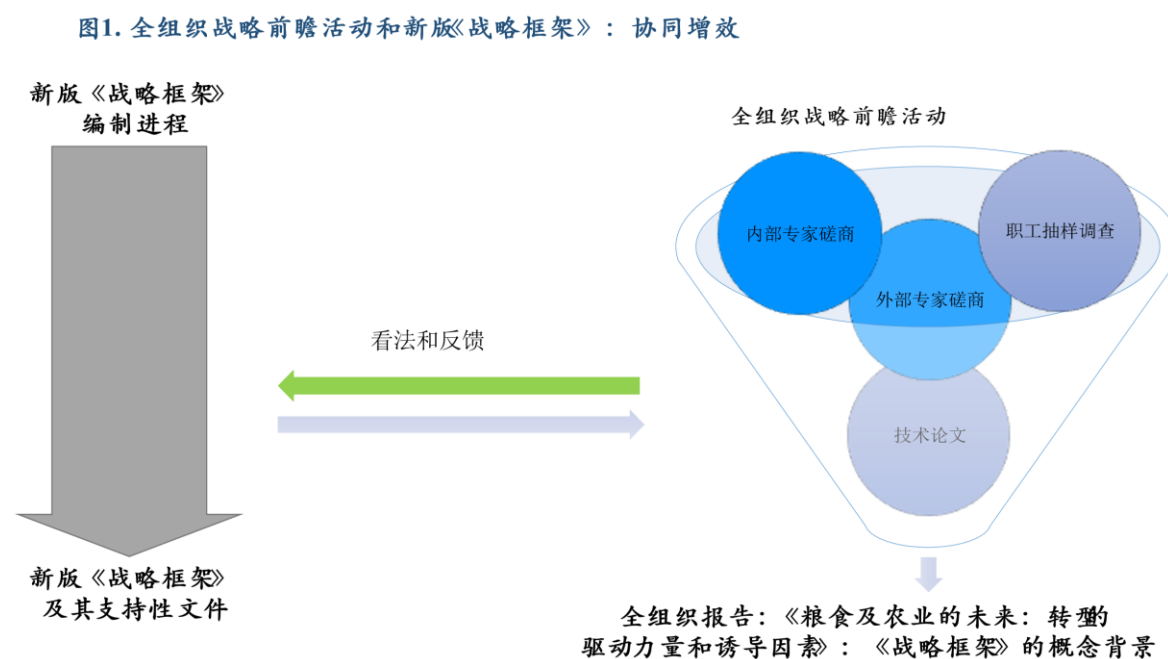 图1. 全组织战略前瞻活动和新版《战略框架》：协同增效
新版《战略框架》
编制进程
全组织战略前瞻活动
内部专家磋商
职工抽样调查
外部专家磋商
看法和反馈
技术论文
新版《战略框架》
及其支持性文件
全组织报告：《粮食及农业的未来：转型的
驱动力量和诱导因素》：《战略框架》的概念背景